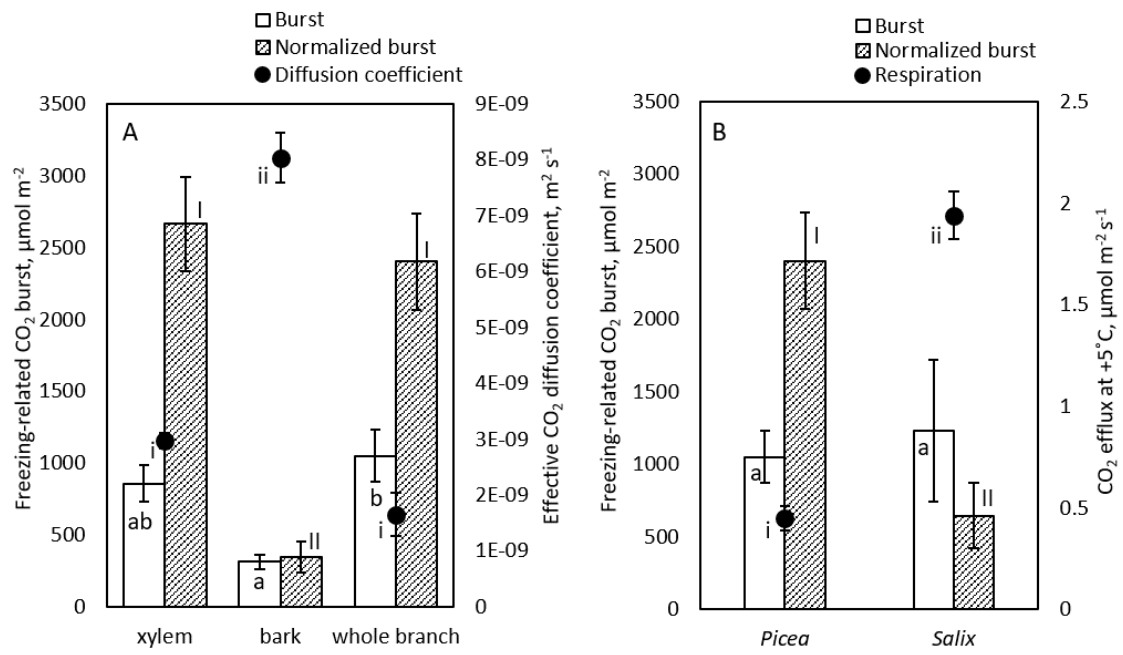 Burst
Normalized burst
Diffusion coefficient
3500
3000
2500
2000
1500
1000
500
0
Freezing-related CO₂ burst, µmol m⁻²
A
I
ii
i
ab
a
II
I
b
i
9E-09
8E-09
7E-09
6E-09
5E-09
4E-09
3E-09
2E-09
1E-09
0
Effective CO₂ diffusion coefficient, m² s⁻¹
xylem
bark
whole branch
Burst
Normalized burst
Respiration
3500
3000
2500
2000
1500
1000
500
0
Freezing-related CO₂ burst, µmol m⁻²
B
I
ii
a
i
a
II
2.5
2
1.5
1
0.5
0
CO₂ efflux at +5˚C, µmol m⁻² s⁻¹
Picea
Salix